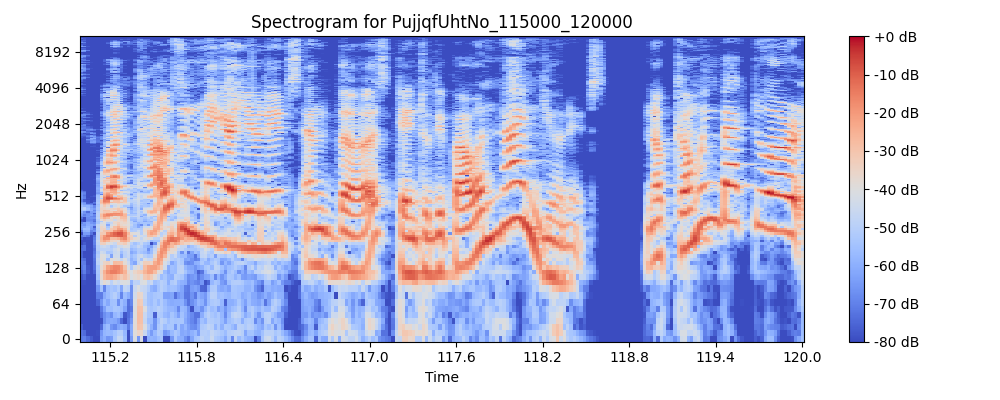 Spectrogram for PujjqfUhtNo_115000_120000
8192
4096
2048
1024
512
256
128
64
0
Hz
115.2 115.8 116.4 117.0 117.6 118.2 118.8 119.4 120.0
Time
+0 dB
-10 dB
-20 dB
-30 dB
-40 dB
-50 dB
-60 dB
-70 dB
-80 dB